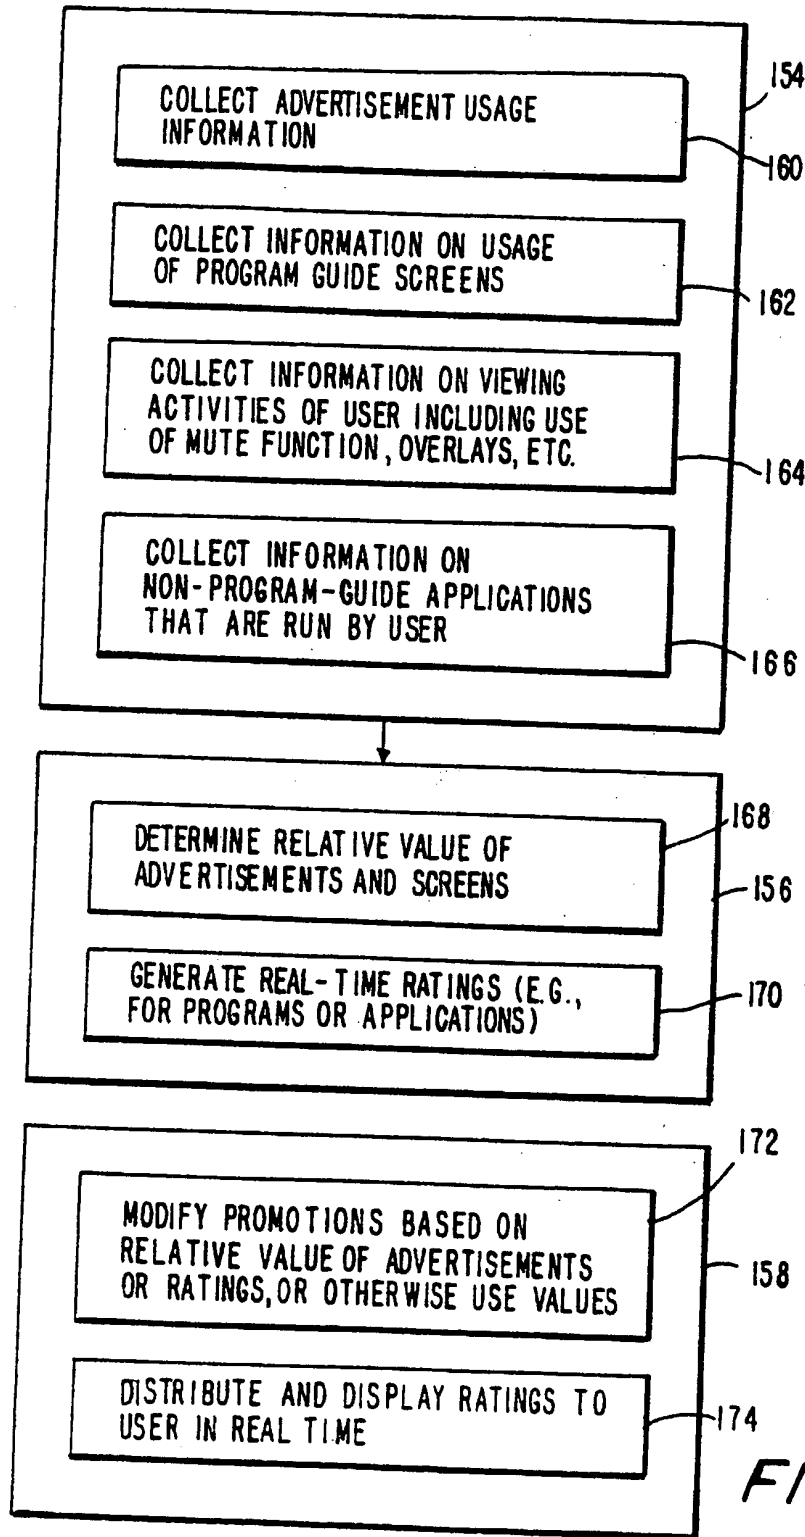 154
COLLECT ADVERTISEMENT USAGE
INFORMATION
160
COLLECT INFORMATION ON USAGE
OF PROGRAM GUIDE SCREENS
162
COLLECT INFORMATION ON VIEWING
ACTIVITIES OF USER INCLUDING USE
OF MUTE FUNCTION, OVERLAYS, ETC.
164
COLLECT INFORMATION ON
NON-PROGRAM-GUIDE APPLICATIONS
THAT ARE RUN BY USER
166
DETERMINE RELATIVE VALUE OF
ADVERTISEMENTS AND SCREENS
168
156
GENERATE REAL-TIME RATINGS (E.G.,
FOR PROGRAMS OR APPLICATIONS)
170
172
MODIFY PROMOTIONS BASED ON
RELATIVE VALUE OF ADVERTISEMENTS
OR RATINGS, OR OTHERWISE USE VALUES
158
DISTRIBUTE AND DISPLAY RATINGS TO
USER IN REAL TIME
174